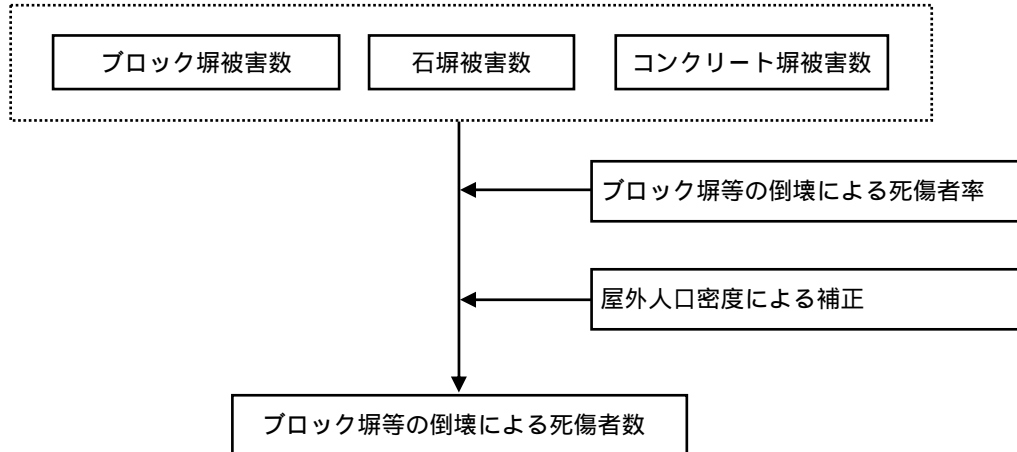 ブロック塀被害数
石塀被害数
コンクリート塀被害数
ブロック塀等の倒壊による死傷者率
屋外人口密度による補正
ブロック塀等の倒壊による死傷者数